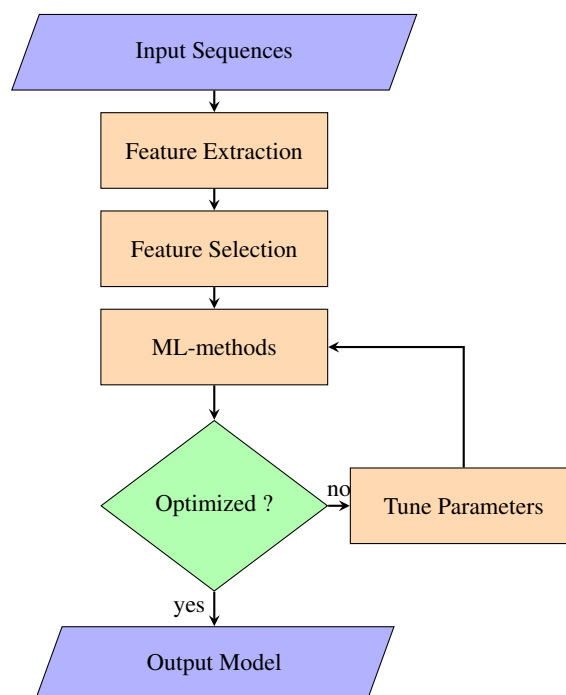 Input Sequences
Feature Extraction
Feature Selection
ML-methods
Optimized ?
no
Tune Parameters
yes
Output Model